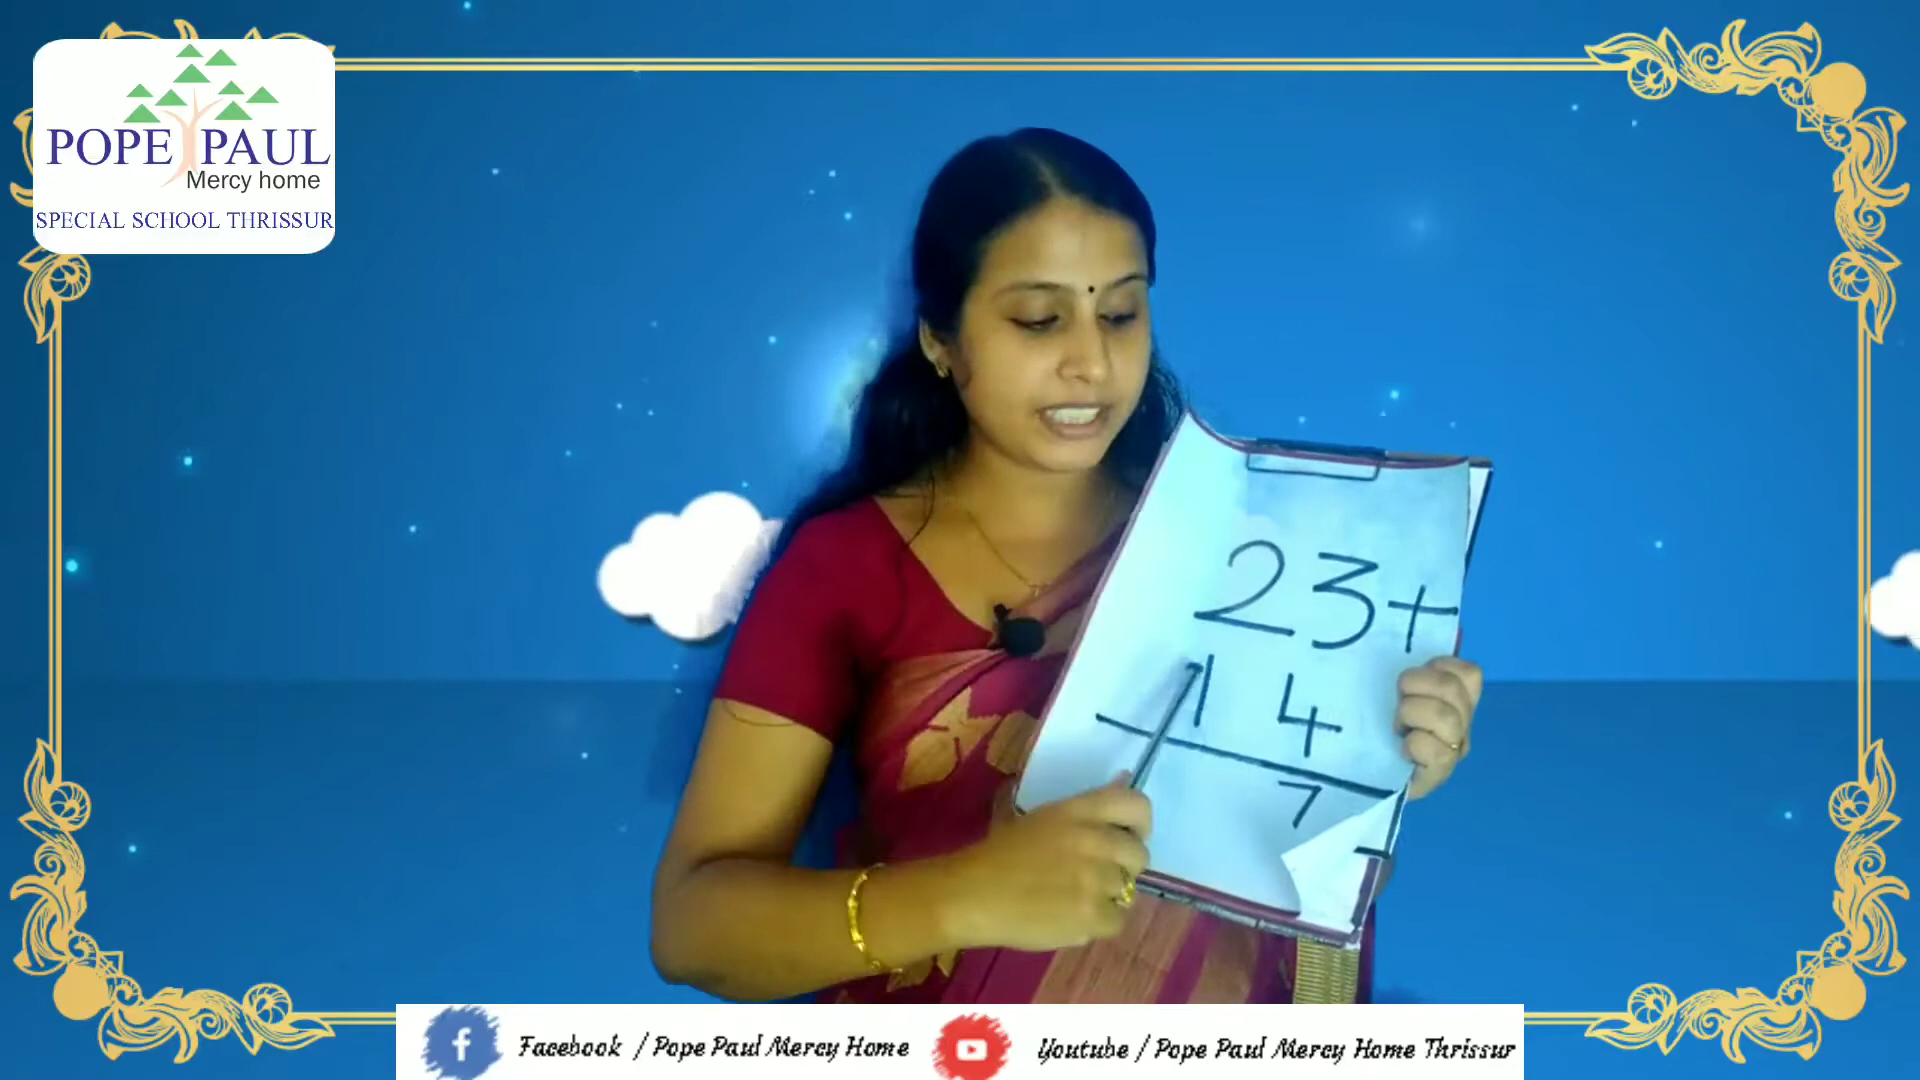 POPE PAUL
Mercy home
SPECIAL SCHOOL THRISSUR
23+
14
7
Facebook / Pope Paul Mercy Home
Youtube / Pope Paul Mercy Home Thrissur